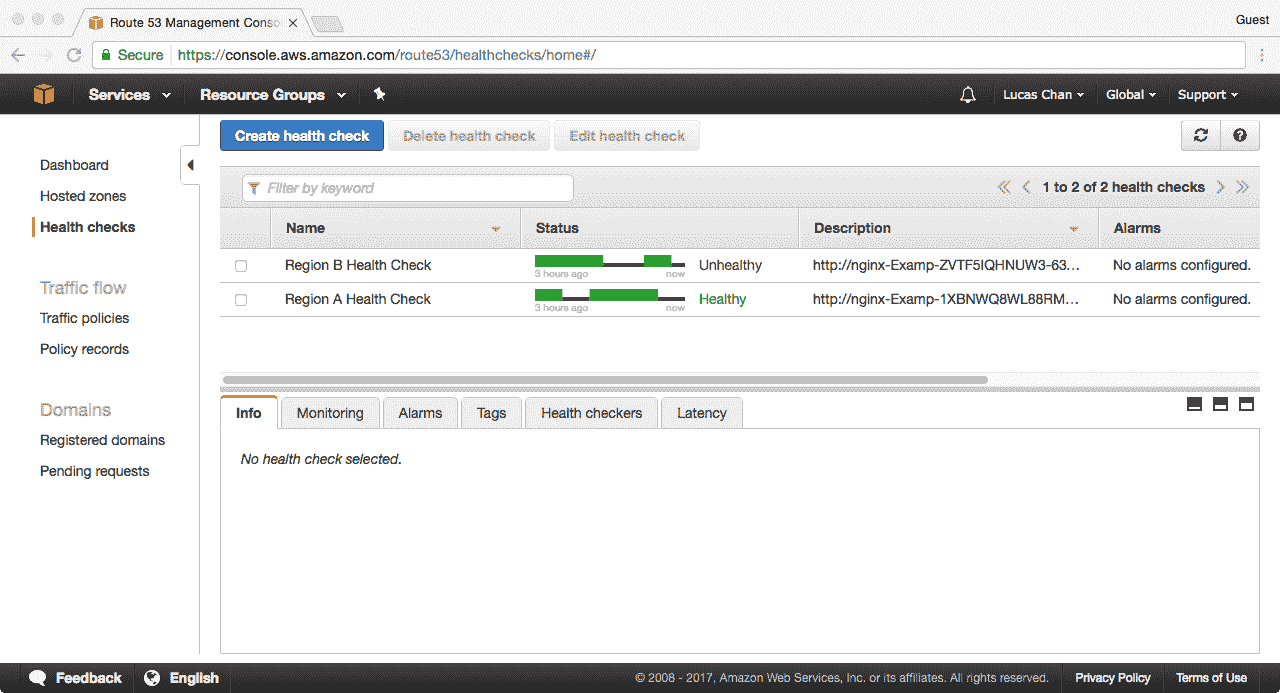 Route 53 Management Conso
Guest
Secure https://console.aws.amazon.com/route53/healthchecks/home#/
Services Resource Groups Lucas Chan Global Support
Create health check Delete health check Edit health check
Dashboard
Hosted zones
Health checks
Traffic flow
Traffic policies
Policy records
Domains
Registered domains
Pending requests
Filter by keyword
1 to 2 of 2 health checks
Name Status Description Alarms
Region B Health Check 3 hours ago now Unhealthy http://nginx-Examp-ZVTF5IQHNUW3-63... No alarms configured.
Region A Health Check 3 hours ago now Healthy http://nginx-Examp-1XBNWQ8WL88RM... No alarms configured.
Info Monitoring Alarms Tags Health checkers Latency
No health check selected.
Feedback English © 2008 - 2017, Amazon Web Services, Inc. or its affiliates. All rights reserved. Privacy Policy Terms of Use